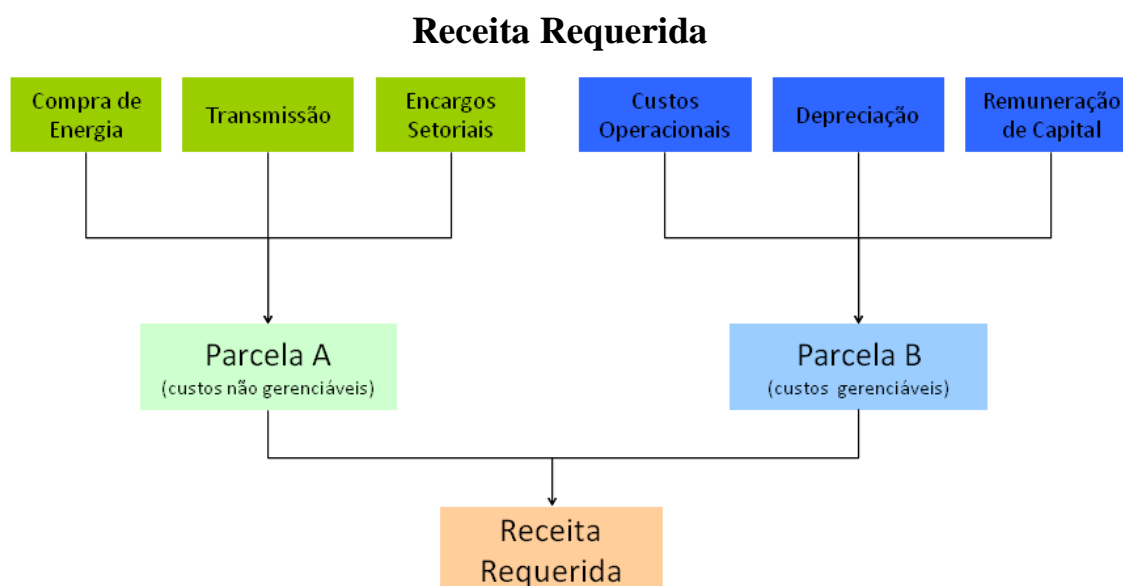 Receita Requerida
Compra de
Energia
Transmissão
Encargos
Setoriais
Custos
Operacionais
Depreciação
Remuneração
de Capital
Parcela A
(custos não gerenciáveis)
Parcela B
(custos gerenciáveis)
Receita
Requerida